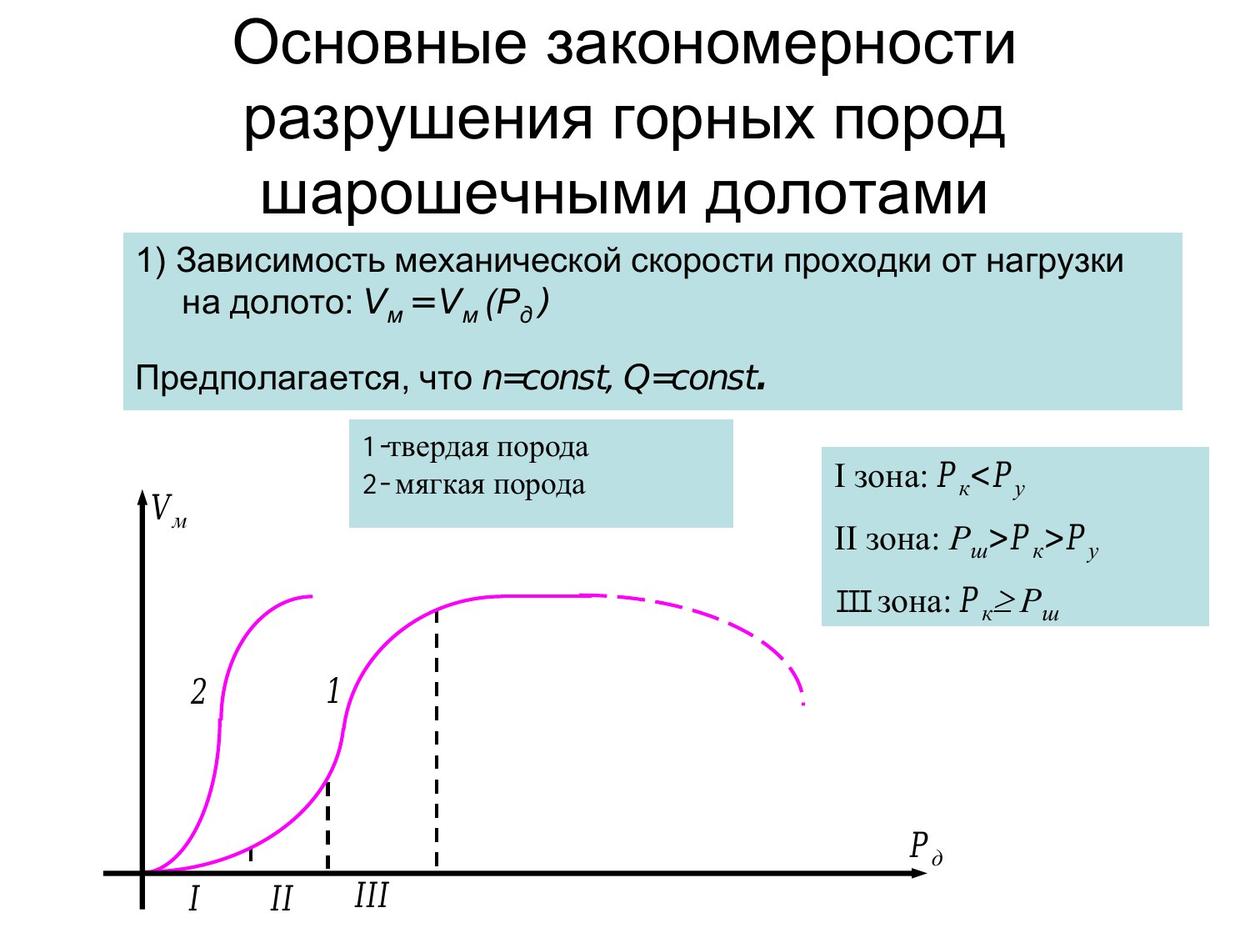 Основные закономерности
разрушения горных пород
шарошечными долотами
1) Зависимость механической скорости проходки от нагрузки
на долото: Vм=Vм(Pд)
Предполагается, что n=const, Q=const.
1-твердая порода
2-мягкая порода
I зона: Pк<Pу
II зона: Pш>Pк>Pу
III зона: Pк≥Pш
Vм
2
1
Pд
I II III